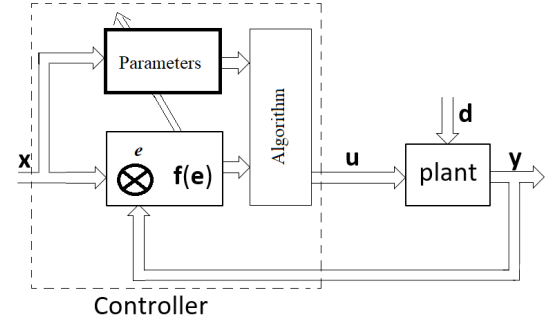 Parameters
Algorithm
d
x
e
f(e)
u
plant
y
Controller